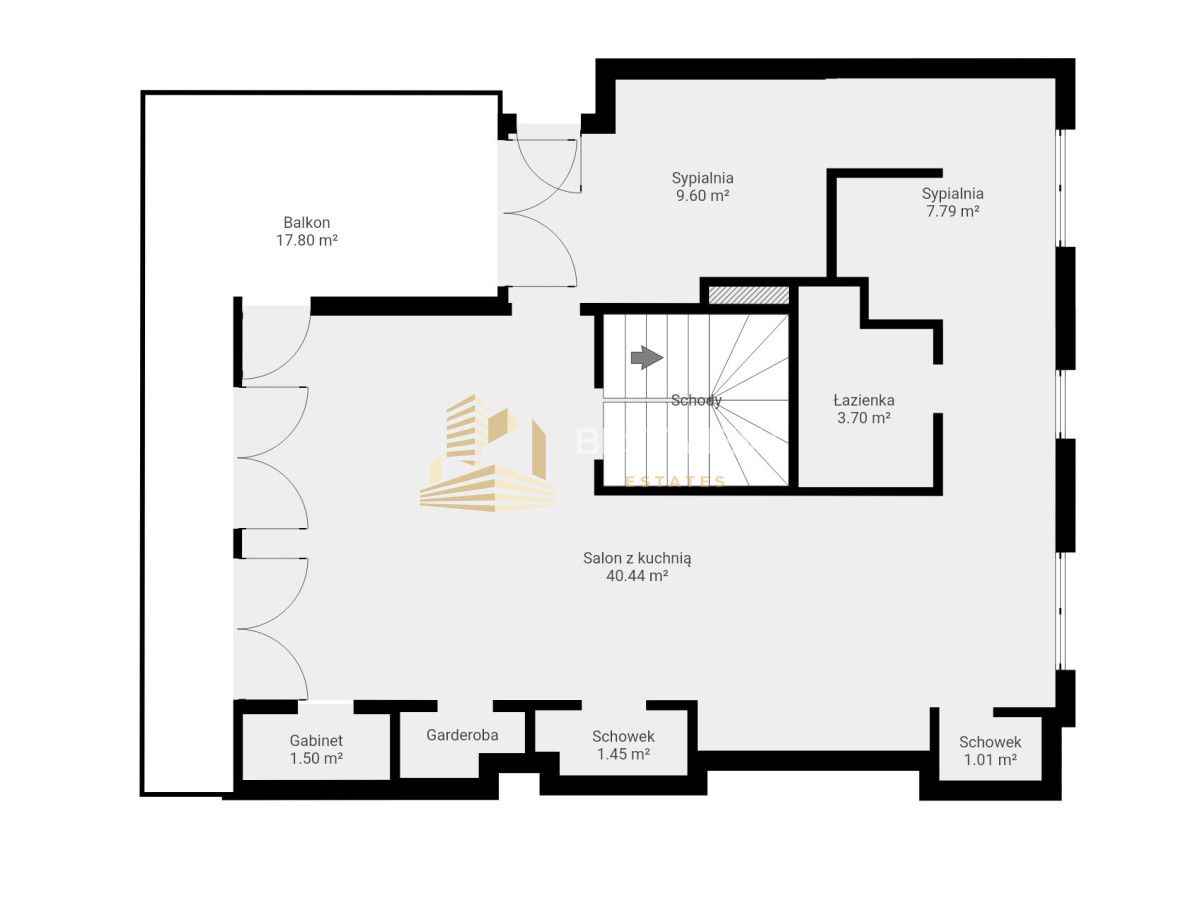 Sypialnia
9.60 m²
Sypialnia
7.79 m²
Balkon
17.80 m²
Schody
Łazienka
3.70 m²
ESTATES
Salon z kuchnią
40.44 m²
Gabinet
1.50 m²
Garderoba
Schowek
1.45 m²
Schowek
1.01 m²